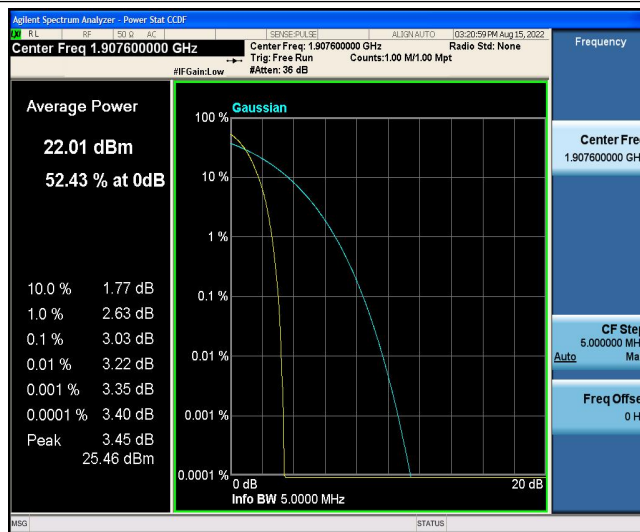 Agilent Spectrum Analyzer - Power Stat CCDF
LXI RL RF 50 Ω AC SENSE:PULSE ALIGN AUTO 03:20:59 PM Aug 15, 2022
Center Freq 1.907600000 GHz
Center Freq: 1.907600000 GHz Radio Std: None
Trig: Free Run Counts:1.00 M/1.00 Mpt
#IFGain:Low #Atten: 36 dB
Frequency
Average Power
22.01 dBm
52.43 % at 0dB
10.0 % 1.77 dB
1.0 % 2.63 dB
0.1 % 3.03 dB
0.01 % 3.22 dB
0.001 % 3.35 dB
0.0001 % 3.40 dB
Peak 3.45 dB
25.46 dBm
Gaussian
100 %
10 %
1 %
0.1 %
0.01 %
0.001 %
0.0001 %
0 dB 20 dB
Info BW 5.0000 MHz
Center Fre
1.907600000 GH
CF Step
5.000000 MH
Auto Ma
Freq Offse
0 H
MSG STATUS